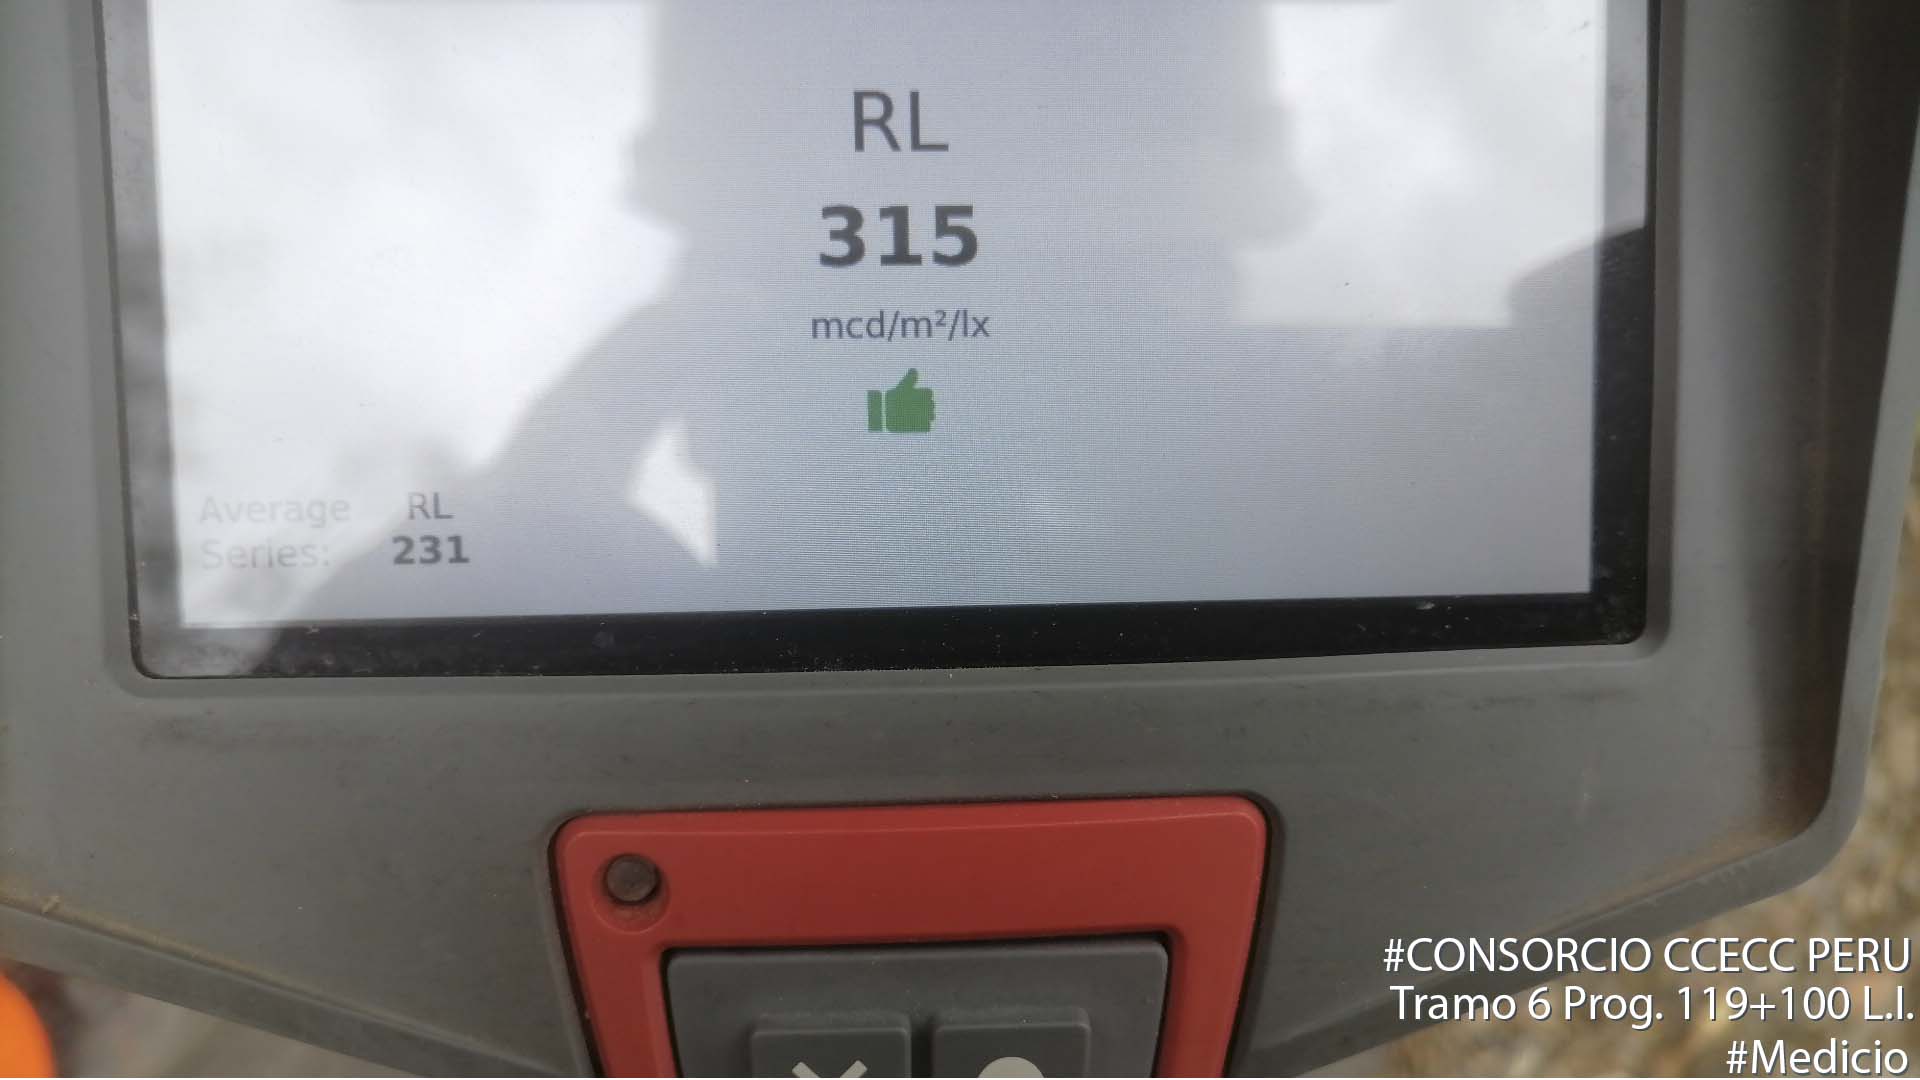 RL
315
mcd/m²/lx
Average RL
Series: 231
#CONSORCIO CCECC PERU
Tramo 6 Prog. 119+100 L.I.
#Medicio